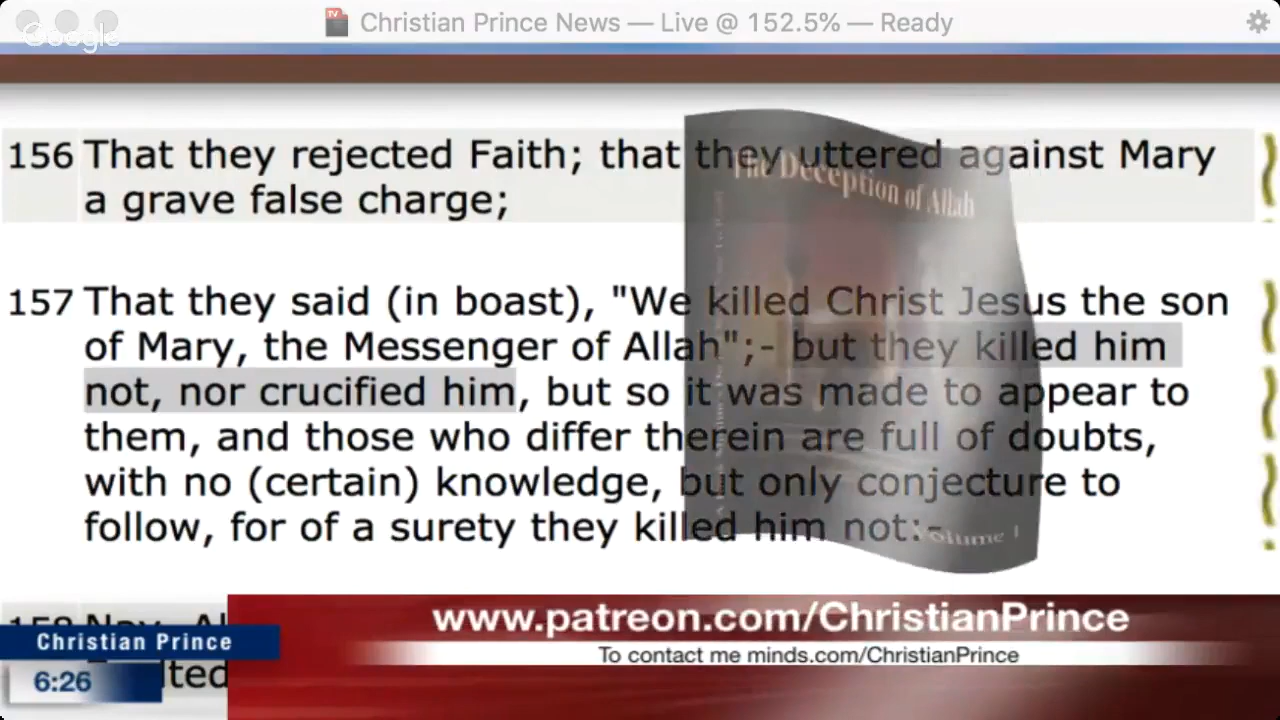 Christian Prince News — Live @ 152.5% — Ready
Google
156 That they rejected Faith; that they uttered against Mary
a grave false charge;
The Deception of Allah
157 That they said (in boast), "We killed Christ Jesus the son
of Mary, the Messenger of Allah";- but they killed him
not, nor crucified him, but so it was made to appear to
them, and those who differ therein are full of doubts,
with no (certain) knowledge, but only conjecture to
follow, for of a surety they killed him not:-
Volume 1
www.patreon.com/ChristianPrince
Christian Prince
To contact me minds.com/ChristianPrince
6:26